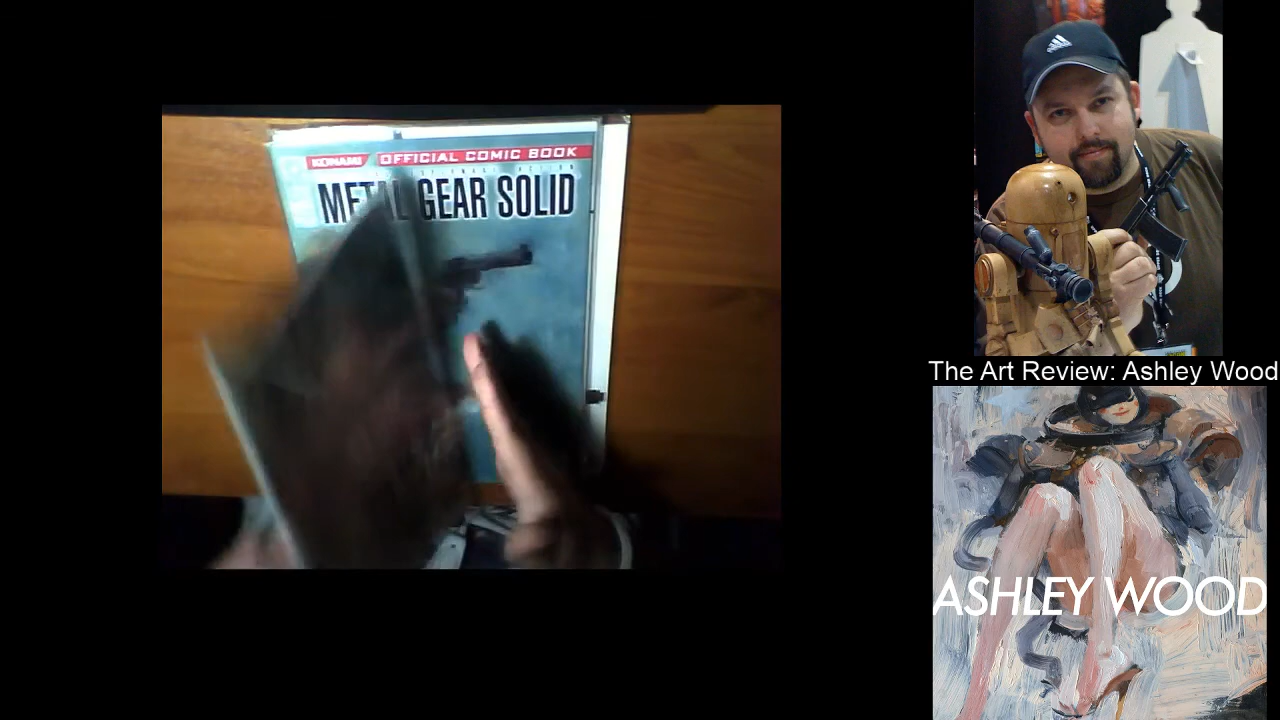 KONAMI OFFICIAL COMIC BOOK
METAL GEAR SOLID
The Art Review: Ashley Wood
ASHLEY WOOD